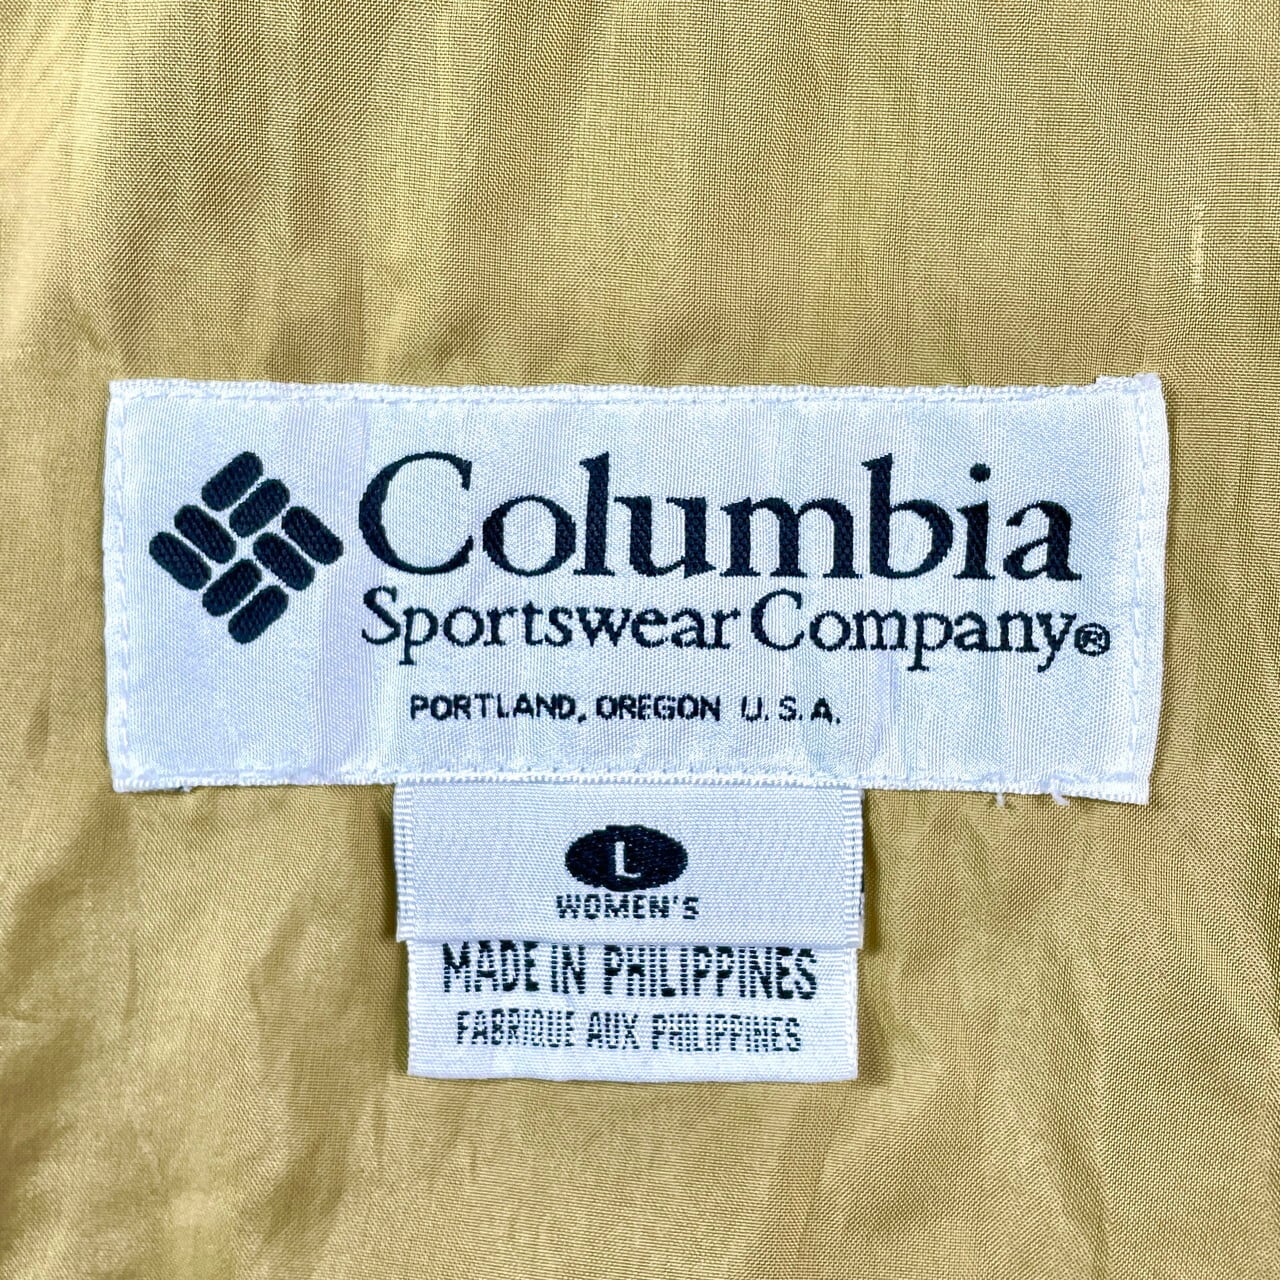 Columbia
Sportswear Company®
PORTLAND, OREGON U.S.A.
L
WOMEN'S
MADE IN PHILIPPINES
FABRIQUE AUX PHILIPPINES